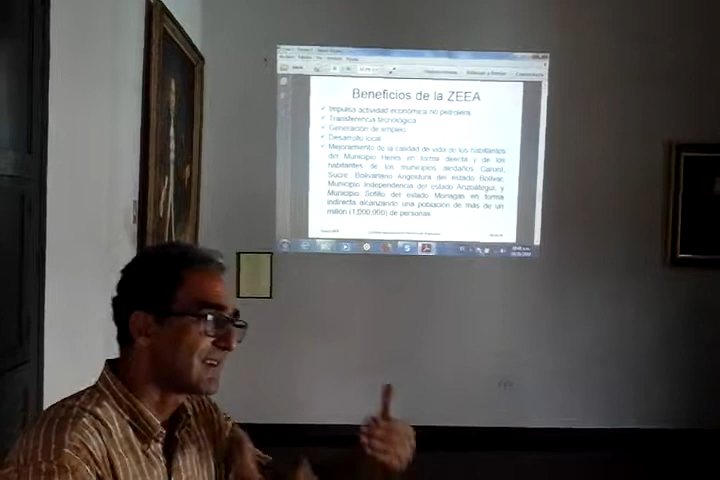 Beneficios de la ZEEA
✓ Impulsa actividad económica no petrolera
✓ Transferencia tecnológica
✓ Generación de empleo
✓ Desarrollo local
✓ Mejoramiento de la calidad de vida de los habitantes
del Municipio Heres en forma directa y de los
habitantes de los municipios aledaños Caroní,
Sucre, Bolivariano Angostura del estado Bolívar,
Municipio Independencia del estado Anzoátegui, y
Municipio Sotillo del estado Monagas en forma
indirecta alcanzando una población de más de un
millón (1.000.000) de personas